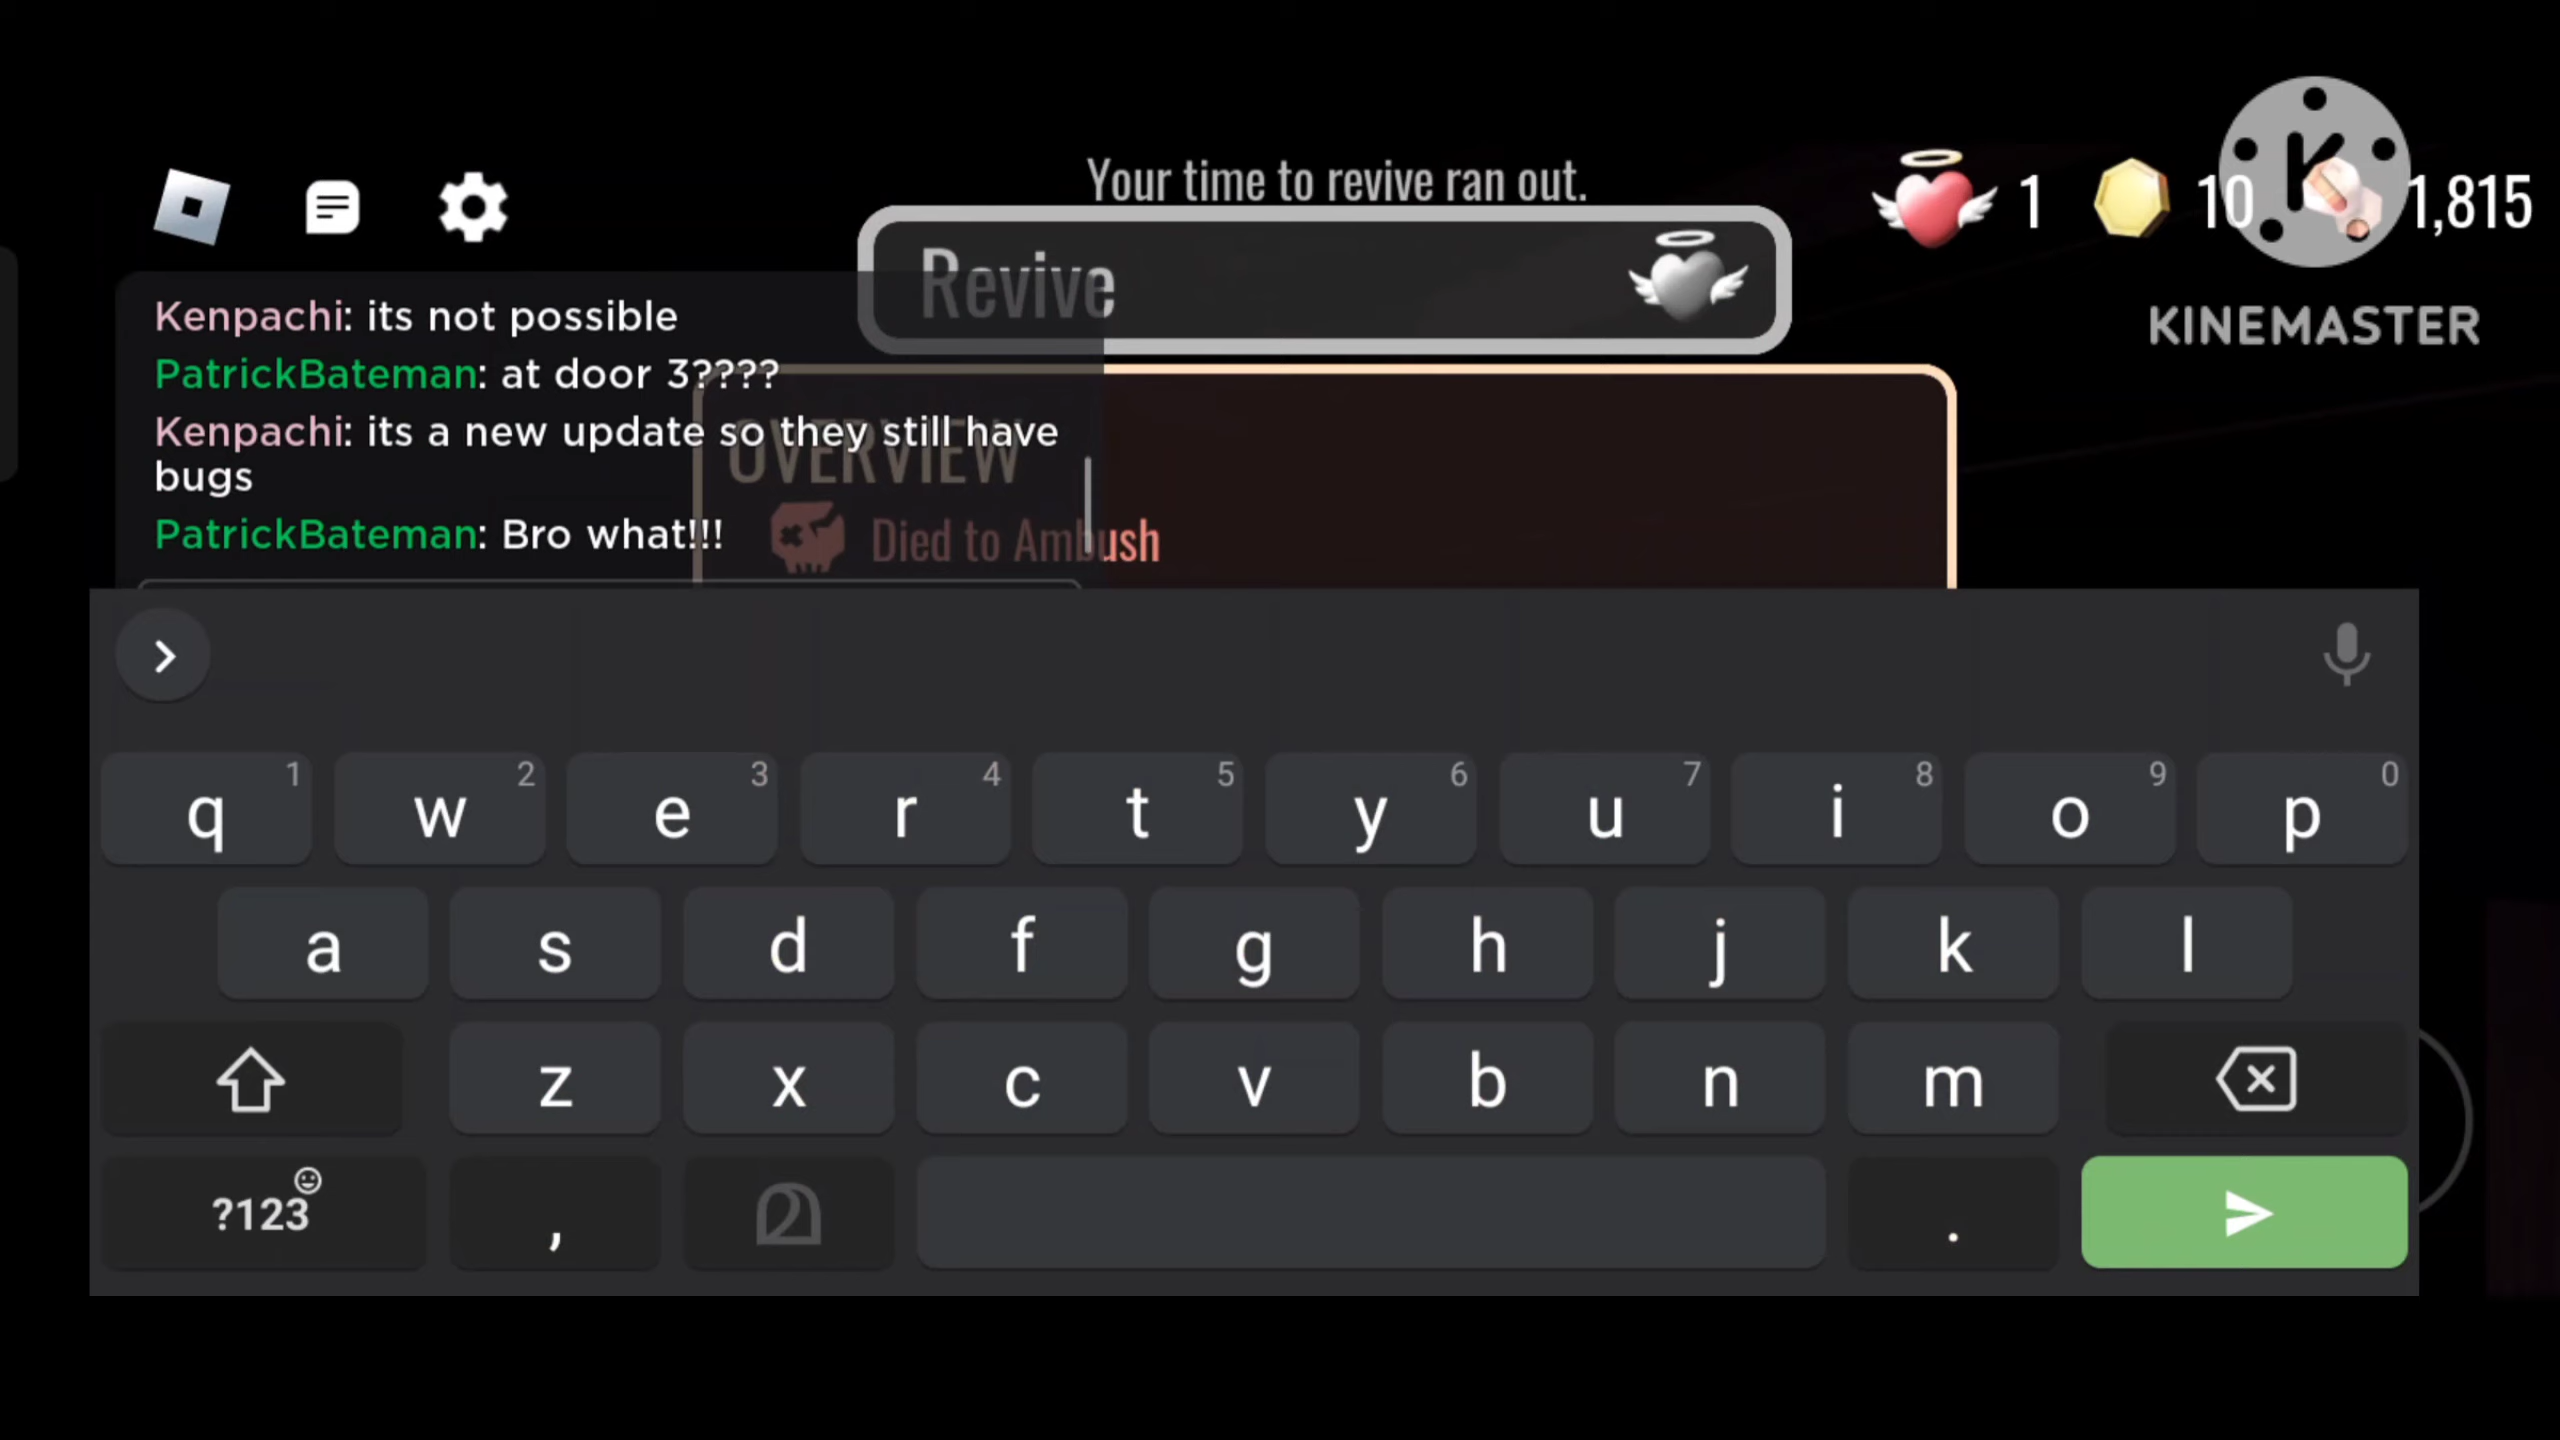 Your time to revive ran out.
1
10
1,815
Revive
KINEMASTER
Kenpachi: its not possible
PatrickBateman: at door 3????
Kenpachi: its a new update so they still have
bugs
PatrickBateman: Bro what!!!
OVERVIEW
Died to Ambush
1 2 3 4 5 6 7 8 9 0
q w e r t y u i o p
a s d f g h j k l
z x c v b n m
?123 , മ .